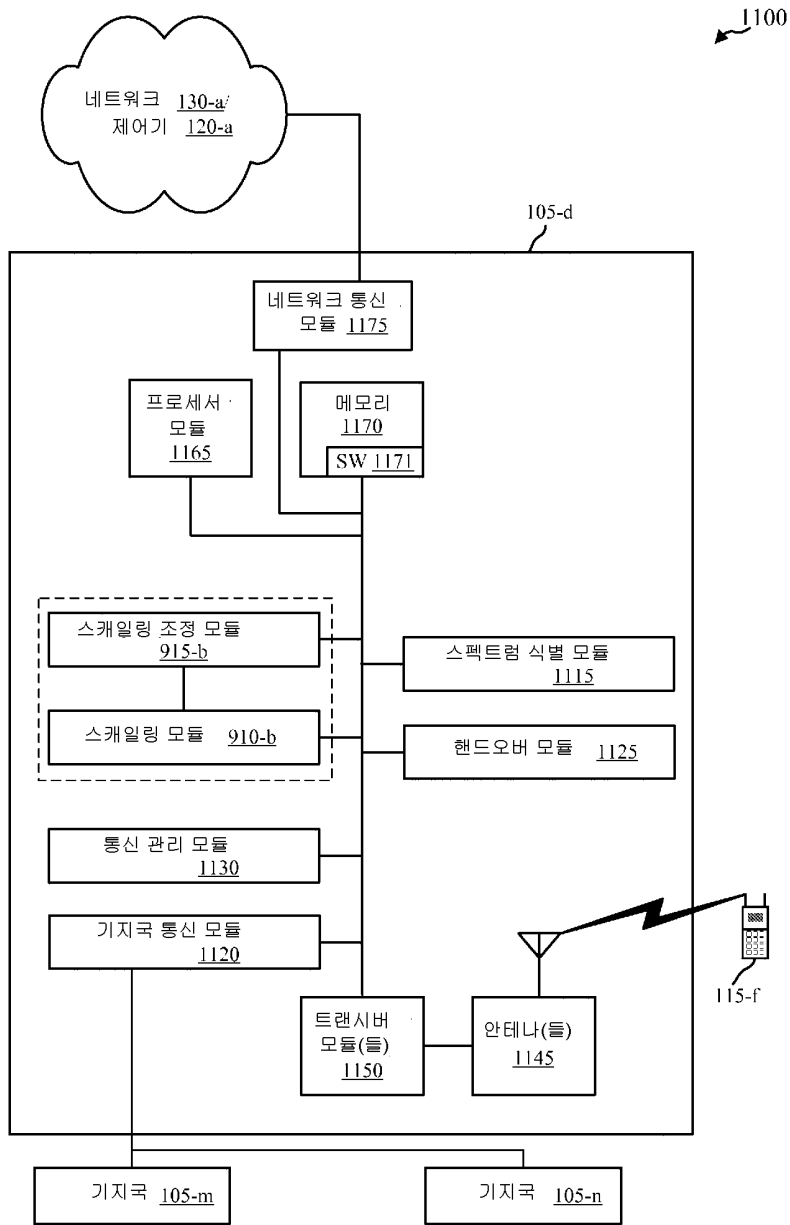 1100
네트워크 130-a/
제어기 120-a
105-d
네트워크 통신
모듈 1175
프로세서
모듈
1165
메모리
1170
SW 1171
스캐일링 조정 모듈
915-b
스펙트럼 식별 모듈
1115
스캐일링 모듈 910-b
핸드오버 모듈 1125
통신 관리 모듈
1130
기지국 통신 모듈
1120
115-f
트랜시버
모듈(들)
1150
안테나(들)
1145
기지국 105-m
기지국 105-n